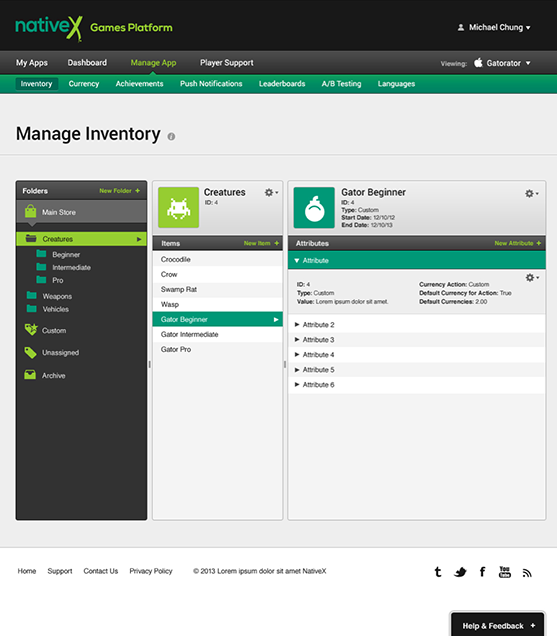 nativeX Games Platform
Michael Chung
My Apps Dashboard Manage App Player Support Viewing: Gatorator
Inventory Currency Achievements Push Notifications Leaderboards A/B Testing Languages
Manage Inventory
Folders New Folder +
Main Store
Creatures
Beginner
Intermediate
Pro
Weapons
Vehicles
Custom
Unassigned
Archive
Creatures
ID: 4
Items New Item +
Crocodile
Crow
Swamp Rat
Wasp
Gator Beginner
Gator Intermediate
Gator Pro
Gator Beginner
ID: 4
Type: Custom
Start Date: 12/10/12
End Date: 12/10/13
Attributes New Attribute +
Attribute
ID: 4 Currency Action: Custom
Type: Custom Default Currency for Action: True
Value: Lorem ipsum dolor sit amet. Default Currencies: 2.00
Attribute 2
Attribute 3
Attribute 4
Attribute 5
Attribute 6
Home Support Contact Us Privacy Policy © 2013 Lorem ipsum dolor sit amet NativeX
t f You Tube
Help & Feedback +